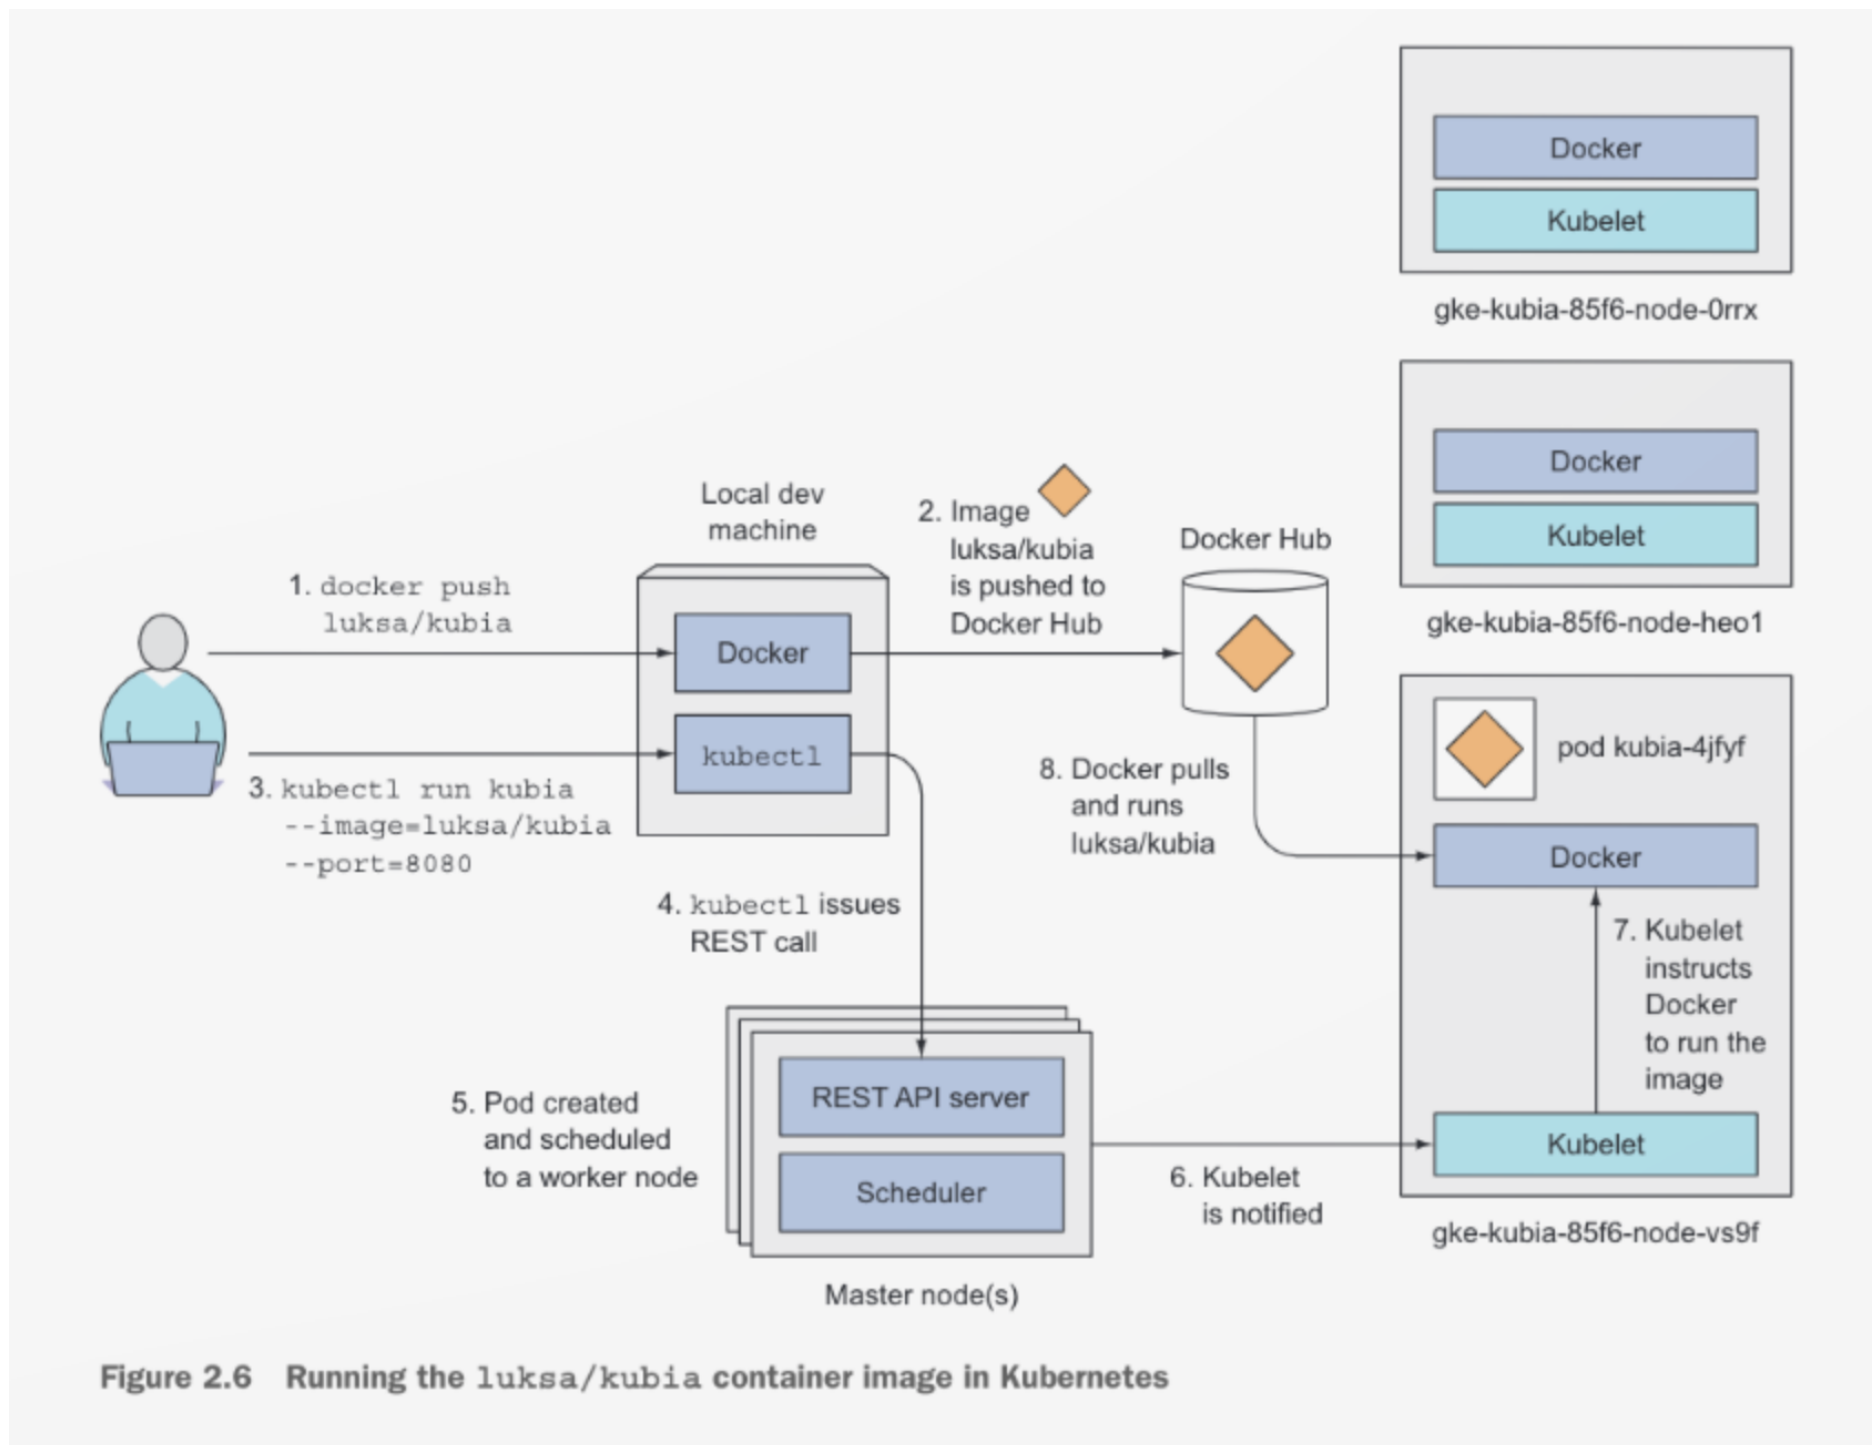 Docker
Kubelet
gke-kubia-85f6-node-0rrx
Docker
Kubelet
gke-kubia-85f6-node-heo1
Local dev
machine
2. Image
luksa/kubia
is pushed to
Docker Hub
Docker Hub
1. docker push
luksa/kubia
Docker
kubectl
3. kubectl run kubia
--image=luksa/kubia
--port=8080
8. Docker pulls
and runs
luksa/kubia
pod kubia-4jfyf
Docker
7. Kubelet
instructs
Docker
to run the
image
Kubelet
gke-kubia-85f6-node-vs9f
4. kubectl issues
REST call
5. Pod created
and scheduled
to a worker node
REST API server
Scheduler
Master node(s)
6. Kubelet
is notified
Figure 2.6 Running the luksa/kubia container image in Kubernetes